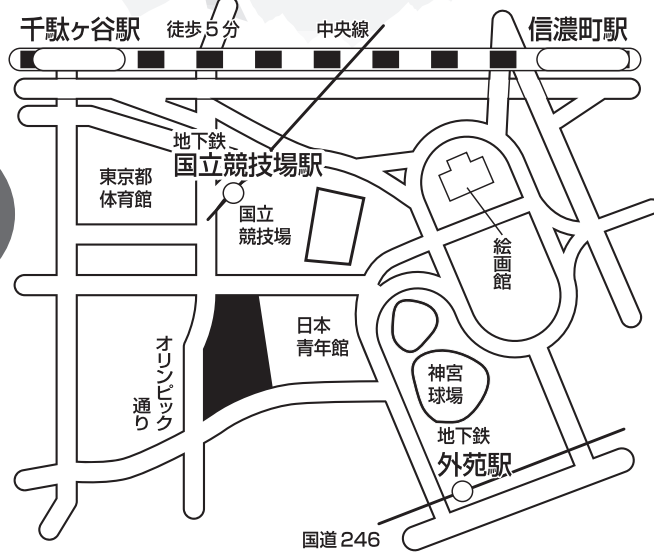 千駄ヶ谷駅
徒歩5分
中央線
信濃町駅
地下鉄
国立競技場駅
東京都
体育館
国立
競技場
絵画館
日本
青年館
オリンピック
通り
神宮
球場
地下鉄
外苑駅
国道246